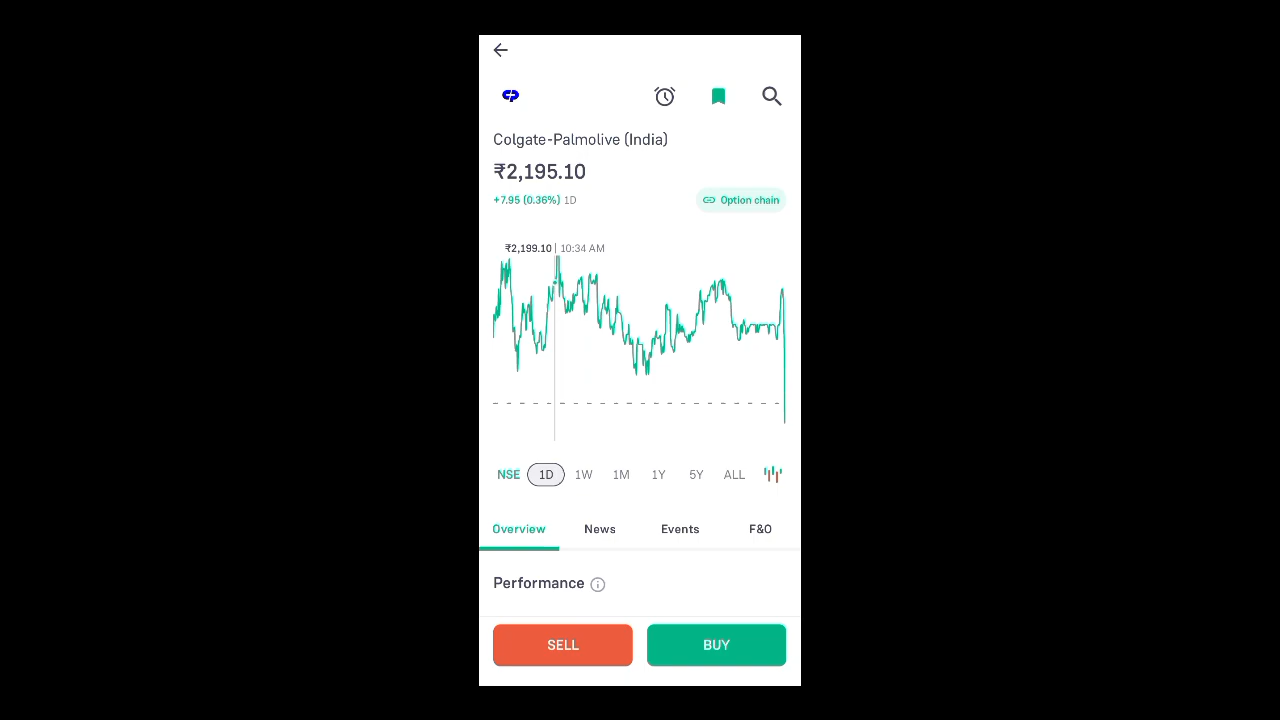 Colgate-Palmolive (India)
₹2,195.10
+7.95 (0.36%) 1D
Option chain
₹2,199.10 | 10:34 AM
NSE 1D 1W 1M 1Y 5Y ALL
Overview News Events F&O
Performance
SELL BUY